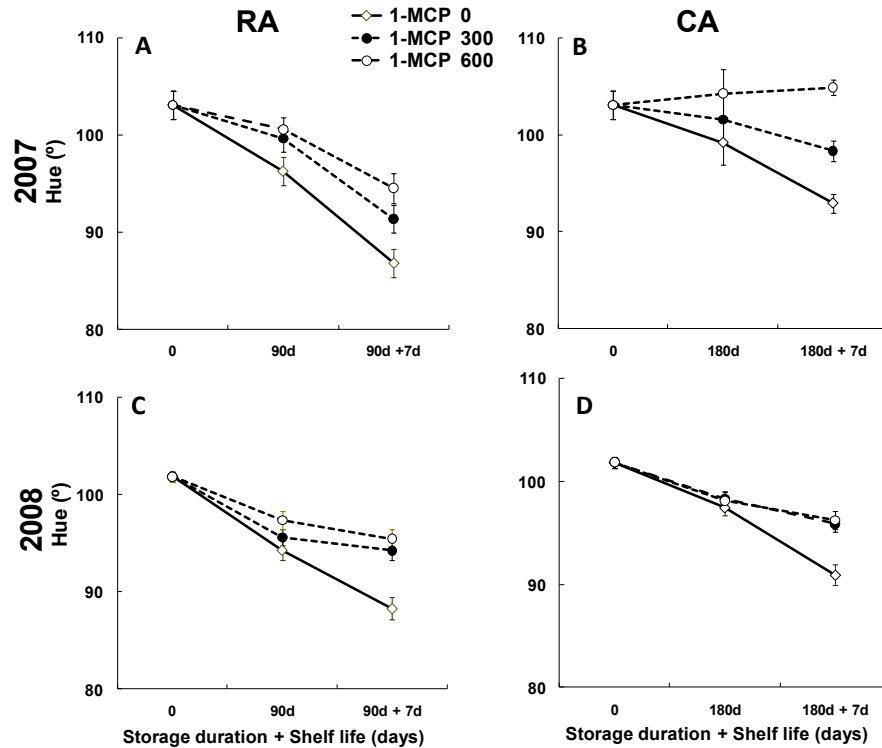 RA
1-MCP 0
1-MCP 300
1-MCP 600
CA
2007
Hue (º)
A
110
100
90
80
0
90d
90d +7d
B
110
100
90
80
0
180d
180d + 7d
2008
Hue (º)
C
110
100
90
80
0
90d
90d + 7d
Storage duration + Shelf life (days)
D
110
100
90
80
0
180d
180d + 7d
Storage duration + Shelf life (days)